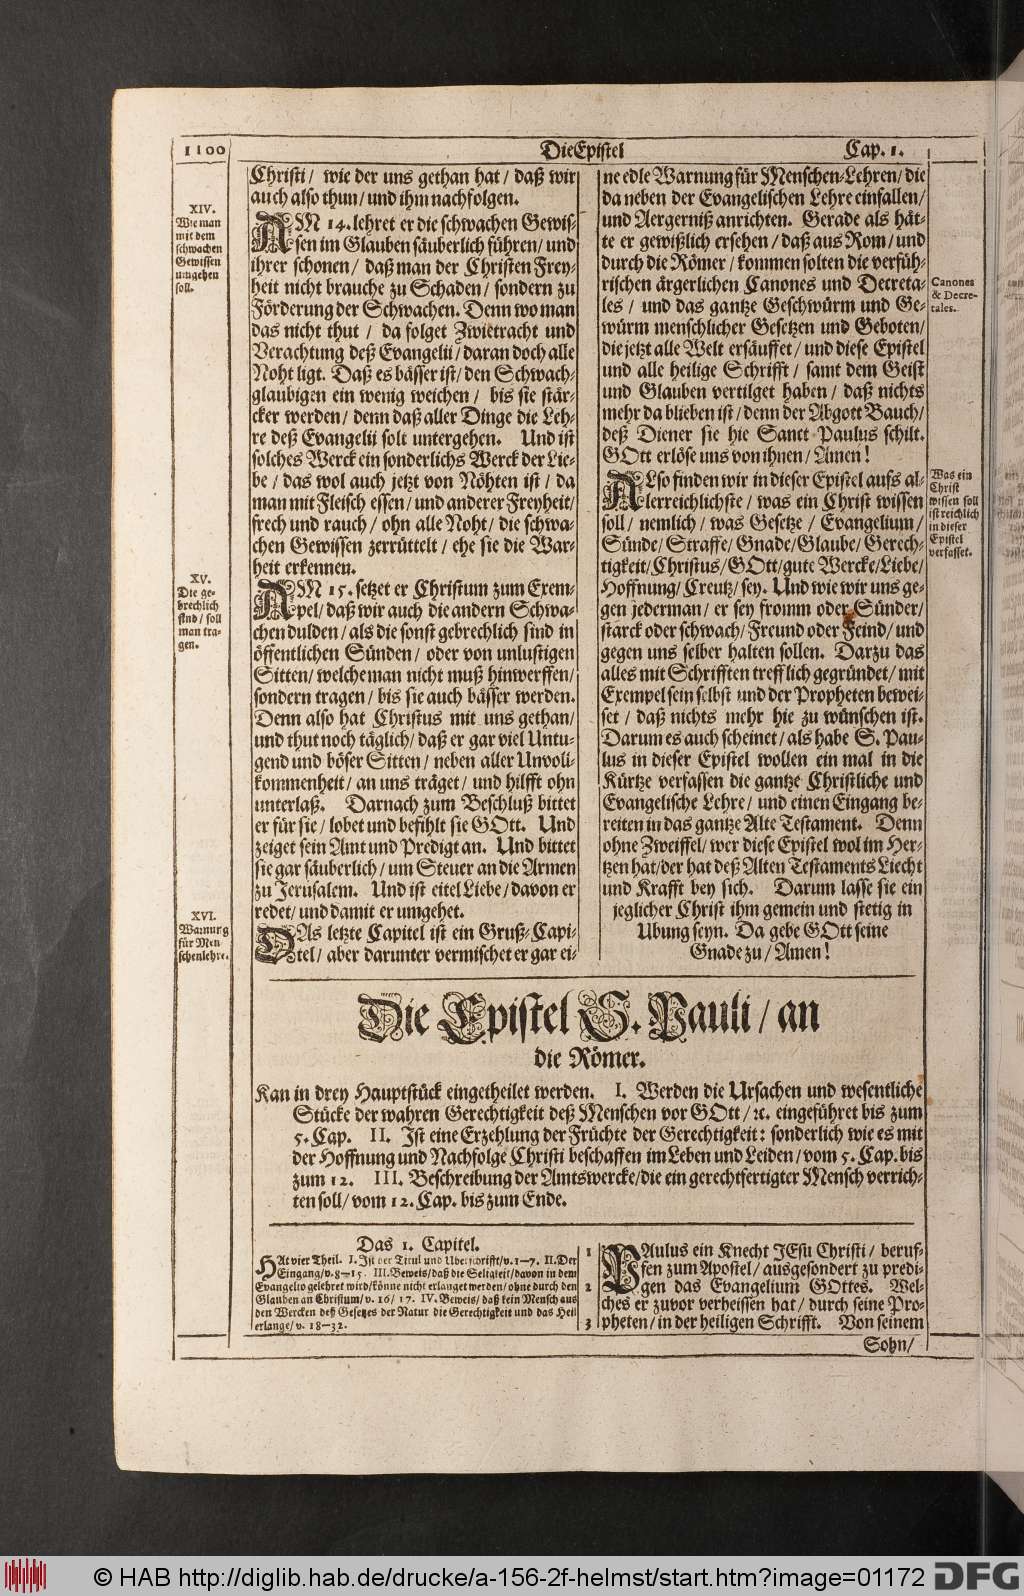 1100
Die Epistel
Cap. 1.
Christi / wie der uns gethan hat / daß wir
auch also thun / und ihm nachfolgen.
XIV.
Wie man
mit dem
schwachen
Gewissen
umgehen
soll.
AM 14. lehret er die schwachen Gewis-
sen im Glauben säuberlich führen / und
ihrer schonen / daß man der Christen Frey-
heit nicht brauche zu Schaden / sondern zu
Förderung der Schwachen. Denn wo man
das nicht thut / da folget Zwietracht und
Verachtung deß Evangelii / daran doch alle
Noht ligt. Daß es bässer ist / den Schwach-
glaubigen ein wenig weichen / bis sie stär-
cker werden / denn daß aller Dinge die Leh-
re deß Evangelii solt untergehen. Und ist
solches Werck ein sonderlichs Werck der Lie-
be / das wol auch jetzt von Nöhten ist / da
man mit Fleisch essen / und anderer Freyheit /
frech und rauch / ohn alle Noht / die schwa-
chen Gewissen zerrüttelt / ehe sie die War-
heit erkennen.
XV.
Die ge-
brechlich
sind / soll
man tra-
gen.
AM 15. setzet er Christum zum Exem-
pel / daß wir auch die andern Schwa-
chen dulden / als die sonst gebrechlich sind in
öffentlichen Sünden / oder von unlustigen
Sitten / welche man nicht muß hinwerffen /
sondern tragen / bis sie auch bässer werden.
Denn also hat Christus mit uns gethan /
und thut noch täglich / daß er gar viel Untu-
gend und böser Sitten / neben aller Unvoll-
kommenheit / an uns träget / und hilfft ohn
unterlaß. Darnach zum Beschluß bittet
er für sie / lobet und befihlt sie GOtt. Und
zeiget sein Amt und Predigt an. Und bittet
sie gar säuberlich / um Steuer an die Armen
zu Jerusalem. Und ist eitel Liebe / davon er
redet / und damit er umgehet.
XVI.
Warnung
für Men
schenlehre.
DAs letzte Capitel ist ein Gruß-Capi-
tel / aber darunter vermischet er gar ei-
ne edle Warnung für Menschen-Lehren / die
da neben der Evangelischen Lehre einfallen /
und Aergerniß anrichten. Gerade als hät-
te er gewißlich ersehen / daß aus Rom / und
durch die Römer / kommen solten die verfüh-
rischen ärgerlichen Canones und Decreta-
les / und das gantze Geschwürm und Ge-
würm menschlicher Gesetzen und Geboten /
die jetzt alle Welt ersäuffet / und diese Epistel
und alle heilige Schrifft / samt dem Geist
und Glauben vertilget haben / daß nichts
mehr da blieben ist / denn der Abgott Bauch /
deß Diener sie hie Sanct Paulus schilt.
GOtt erlöse uns von ihnen / Amen!
Canones
& Decre-
tales.
ALso finden wir in dieser Epistel aufs al-
lerreichlichste / was ein Christ wissen
soll / nemlich / was Gesetze / Evangelium /
Sünde / Straffe / Gnade / Glaube / Gerech-
tigkeit / Christus / GOtt / gute Wercke / Liebe /
Hoffnung / Creutz / sey. Und wie wir uns ge-
gen jederman / er sey fromm oder Sünder /
starck oder schwach / Freund oder Feind / und
gegen uns selber halten sollen. Darzu das
alles mit Schrifften trefflich gegründet / mit
Exempel sein selbst und der Propheten bewei-
set / daß nichts mehr hie zu wünschen ist.
Darum es auch scheinet / als habe S. Pau-
lus in dieser Epistel wollen ein mal in die
Kürtze verfassen die gantze Christliche und
Evangelische Lehre / und einen Eingang be-
reiten in das gantze Alte Testament. Denn
ohne Zweiffel / wer diese Epistel wol im Her-
tzen hat / der hat deß Alten Testaments Liecht
und Krafft bey sich. Darum lasse sie ein
jeglicher Christ ihm gemein und stetig in
Ubung seyn. Da gebe GOtt seine
Gnade zu / Amen!
Was ein
Christ
wissen soll
ist reichlich
in dieser
Epistel
verfasset.
Die Epistel S. Pauli / an
die Römer.
Kan in drey Hauptstück eingetheilet werden. I. Werden die Ursachen und wesentliche
Stücke der wahren Gerechtigkeit deß Menschen vor GOtt / ꝛc. eingeführet bis zum
5. Cap. II. Ist eine Erzehlung der Früchte der Gerechtigkeit: sonderlich wie es mit
der Hoffnung und Nachfolge Christi beschaffen im Leben und Leiden / vom 5. Cap. bis
zum 12. III. Beschreibung der Amtswercke / die ein gerechtfertigter Mensch verrich-
ten soll / vom 12. Cap. bis zum Ende.
Das 1. Capitel.
HAt vier Theil. I. Ist der Titul und Uberschrifft / v. 1—7. II. Der
Eingang / v. 8—15. III. Beweis / daß die Seligkeit / davon in dem
Evangelio gelehret wird / könne nicht erlanget werden / ohne durch den
Glauben an Christum / v. 16 / 17. IV. Beweis / daß kein Mensch aus
den Wercken deß Gesetzes der Natur die Gerechtigkeit und das Heil
erlange / v. 18—32.
1 PAulus ein Knecht JEsu Christi / beruf-
fen zum Apostel / ausgesondert zu predi-
2 gen das Evangelium GOttes. Wel-
ches er zuvor verheissen hat / durch seine Pro-
3 pheten / in der heiligen Schrifft. Von seinem
Sohn /
© HAB http://diglib.hab.de/drucke/a-156-2f-helmst/start.htm?image=01172
DFG